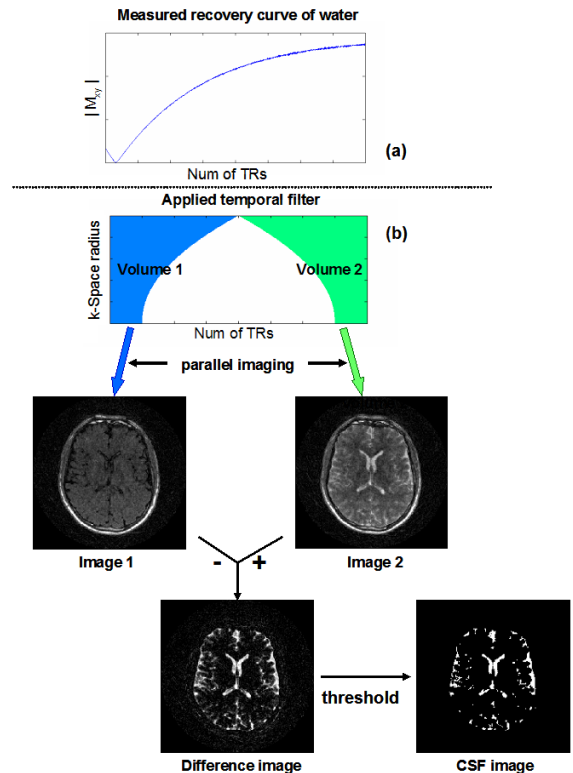 Measured recovery curve of water
| Mxy |
(a)
Num of TRs
Applied temporal filter
k-Space radius
(b)
Volume 1
Volume 2
Num of TRs
parallel imaging
Image 1
Image 2
- +
threshold
Difference image
CSF image